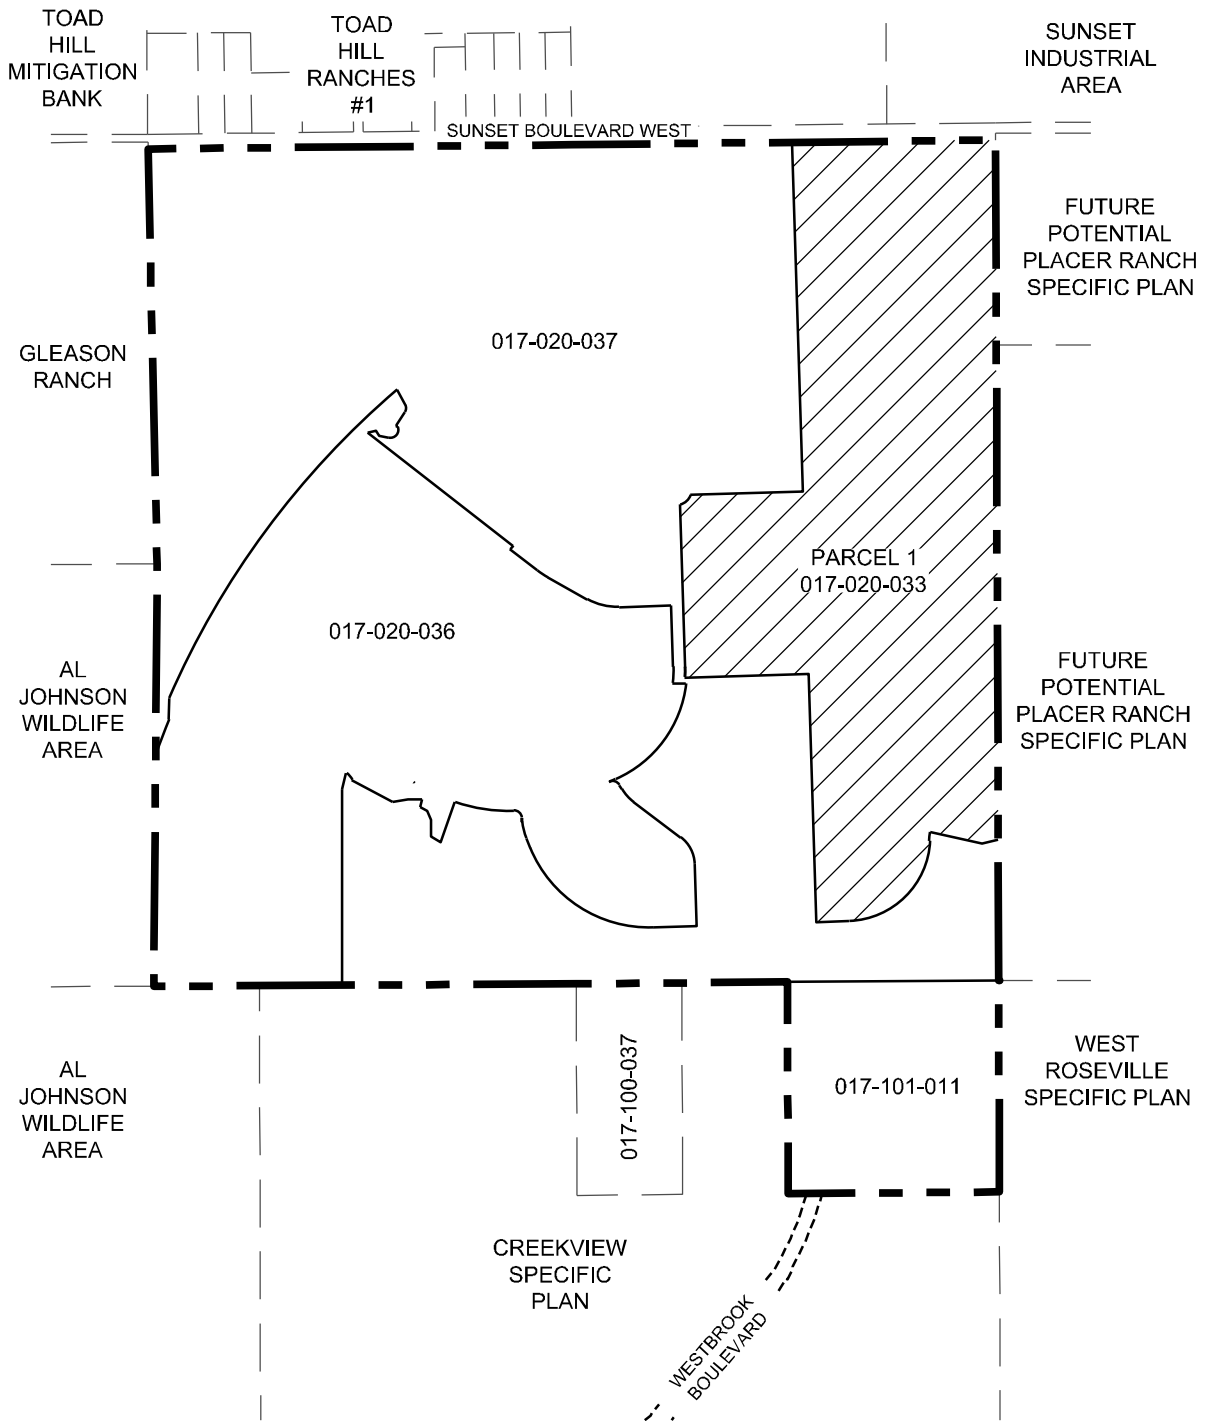 TOAD
HILL
MITIGATION
BANK
TOAD
HILL
RANCHES
#1
SUNSET
INDUSTRIAL
AREA
SUNSET BOULEVARD WEST
FUTURE
POTENTIAL
PLACER RANCH
SPECIFIC PLAN
GLEASON
RANCH
017-020-037
PARCEL 1
017-020-033
017-020-036
AL
JOHNSON
WILDLIFE
AREA
FUTURE
POTENTIAL
PLACER RANCH
SPECIFIC PLAN
AL
JOHNSON
WILDLIFE
AREA
017-100-037
017-101-011
WEST
ROSEVILLE
SPECIFIC PLAN
CREEKVIEW
SPECIFIC
PLAN
WESTBROOK
BOULEVARD